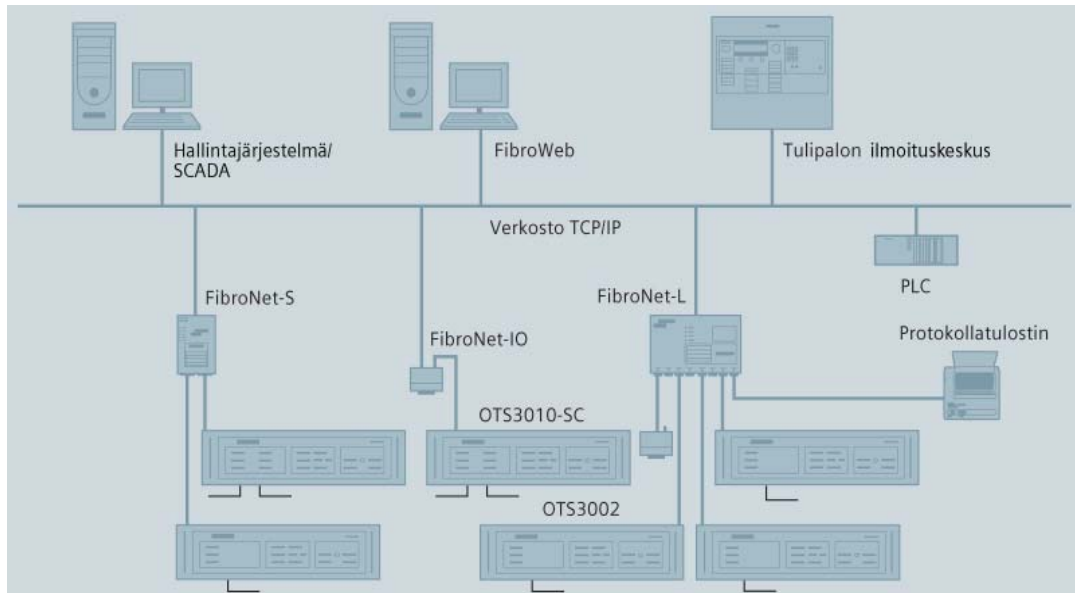 Hallintajärjestelmä/
SCADA
FibroWeb
Tulipalon ilmoituskeskus
Verkosto TCP/IP
PLC
FibroNet-S
FibroNet-L
FibroNet-IO
Protokollatulostin
OTS3010-SC
OTS3002